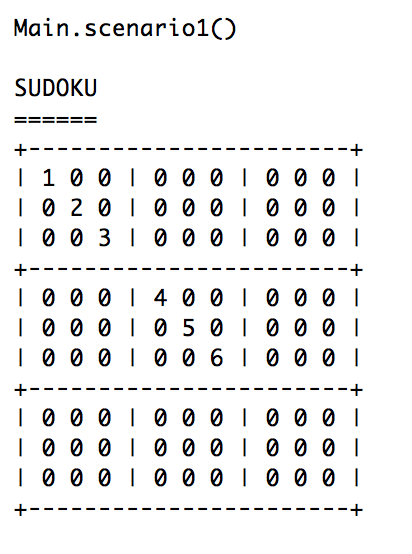 Main.scenario1()
SUDOKU
======
+-----------------------+
| 1 0 0 | 0 0 0 | 0 0 0 |
| 0 2 0 | 0 0 0 | 0 0 0 |
| 0 0 3 | 0 0 0 | 0 0 0 |
+-----------------------+
| 0 0 0 | 4 0 0 | 0 0 0 |
| 0 0 0 | 0 5 0 | 0 0 0 |
| 0 0 0 | 0 0 6 | 0 0 0 |
+-----------------------+
| 0 0 0 | 0 0 0 | 0 0 0 |
| 0 0 0 | 0 0 0 | 0 0 0 |
| 0 0 0 | 0 0 0 | 0 0 0 |
+-----------------------+